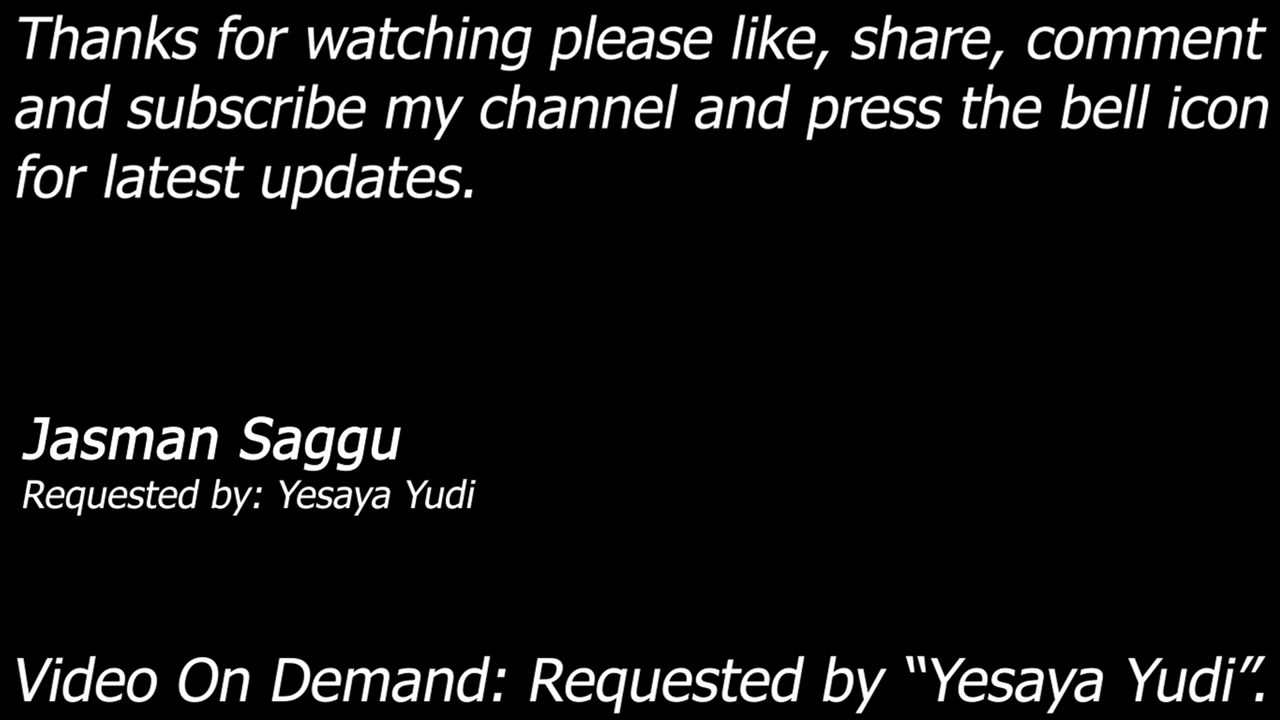 Thanks for watching please like, share, comment
and subscribe my channel and press the bell icon
for latest updates.
Jasman Saggu
Requested by: Yesaya Yudi
Video On Demand: Requested by “Yesaya Yudi”.